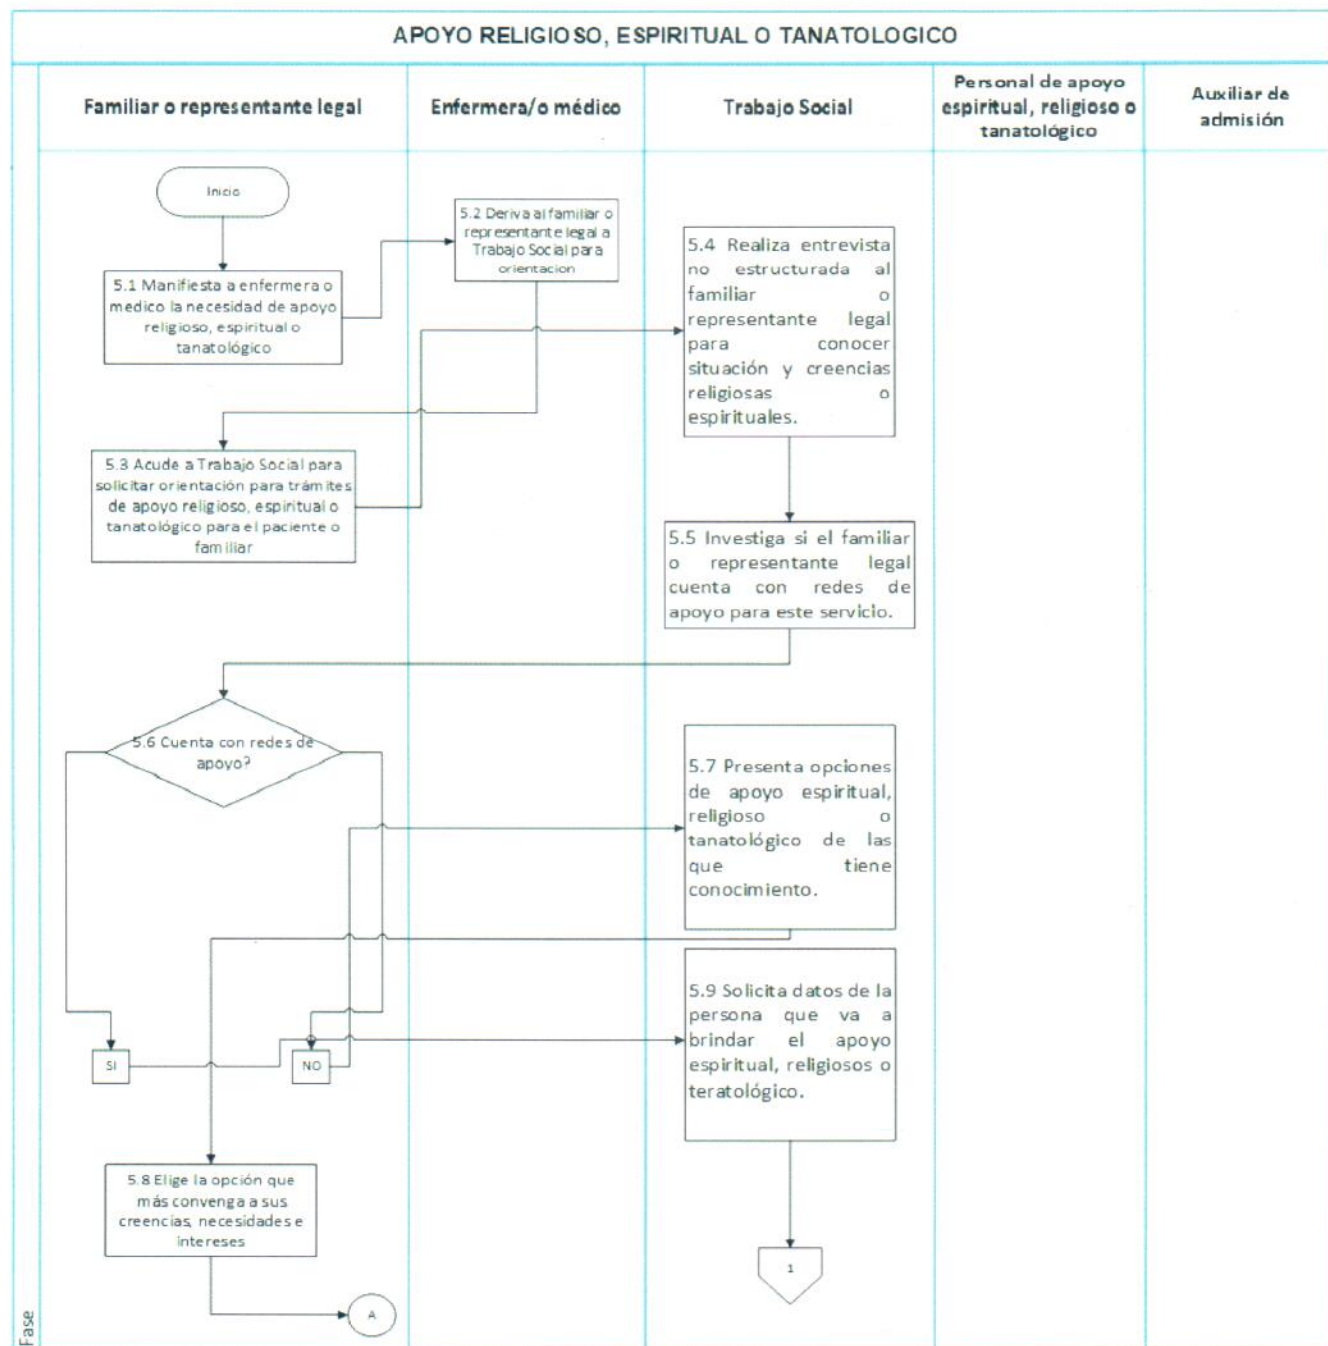 APOYO RELIGIOSO, ESPIRITUAL O TANATOLOGICO
Familiar o representante legal
Enfermera/o médico
Trabajo Social
Personal de apoyo
espiritual, religioso o
tanatológico
Auxiliar de
admisión
Inicio
5.1 Manifiesta a enfermera o
medico la necesidad de apoyo
religioso, espiritual o
tanatológico
5.2 Deriva al familiar o
representante legal a
Trabajo Social para
orientacion
5.3 Acude a Trabajo Social para
solicitar orientación para trámites
de apoyo religioso, espiritual o
tanatológico para el paciente o
familiar
5.4 Realiza entrevista
no estructurada al
familiar o
representante legal
para conocer
situación y creencias
religiosas o
espirituales.
5.5 Investiga si el familiar
o representante legal
cuenta con redes de
apoyo para este servicio.
5.6 Cuenta con redes de
apoyo?
SI
NO
5.7 Presenta opciones
de apoyo espiritual,
religioso o
tanatológico de las
que tiene
conocimiento.
5.8 Elige la opción que
más convenga a sus
creencias, necesidades e
intereses
A
5.9 Solicita datos de la
persona que va a
brindar el apoyo
espiritual, religiosos o
teratológico.
1
Fase